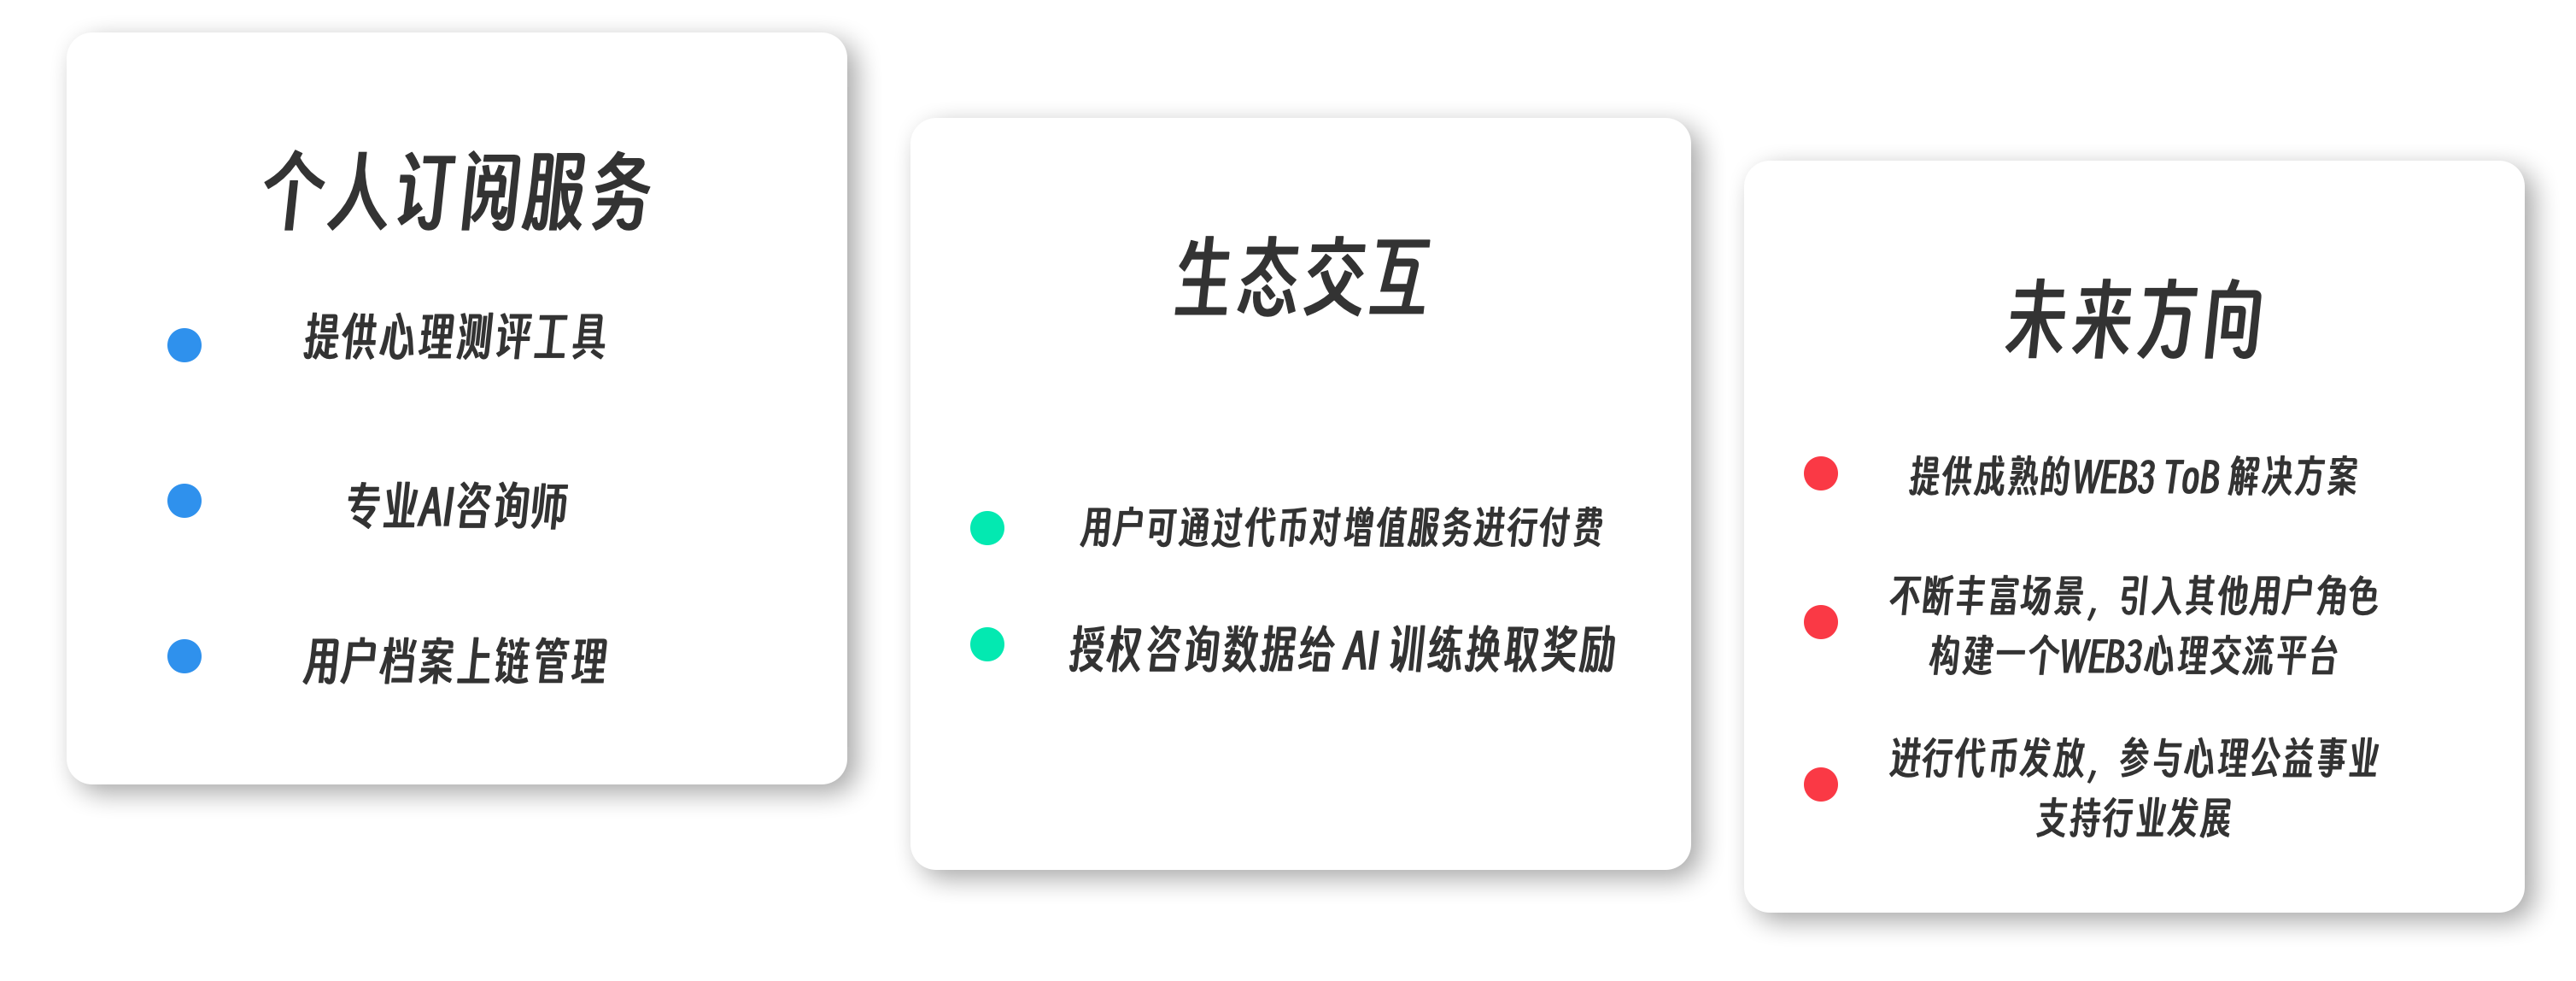 个人订阅服务
提供心理测评工具
专业AI咨询师
用户档案上链管理
生态交互
用户可通过代币对增值服务进行付费
授权咨询数据给 AI 训练换取奖励
未来方向
提供成熟的WEB3 ToB 解决方案
不断丰富场景，引入其他用户角色
构建一个WEB3心理交流平台
进行代币发放，参与心理公益事业
支持行业发展